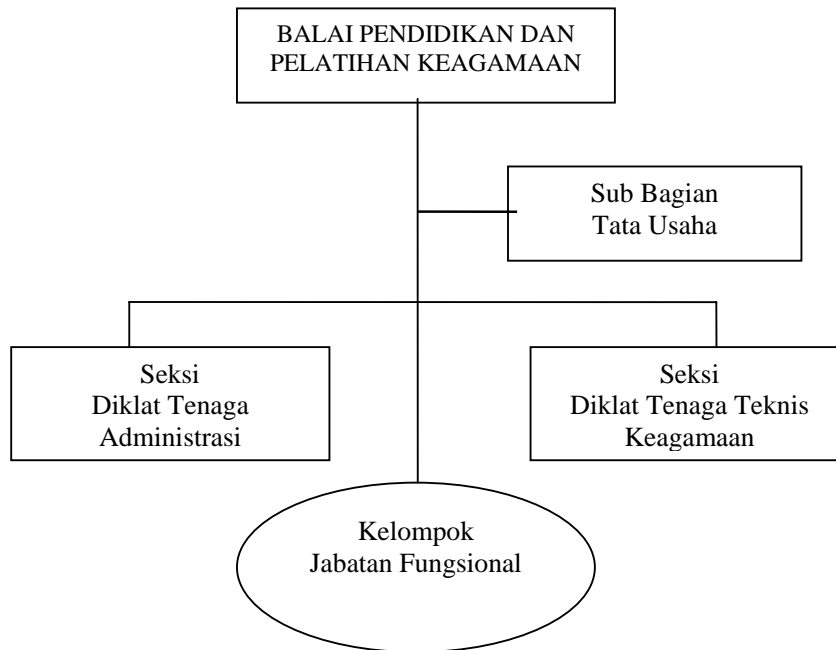 BALAI PENDIDIKAN DAN
PELATIHAN KEAGAMAAN
Sub Bagian
Tata Usaha
Seksi
Diklat Tenaga
Administrasi
Seksi
Diklat Tenaga Teknis
Keagamaan
Kelompok
Jabatan Fungsional